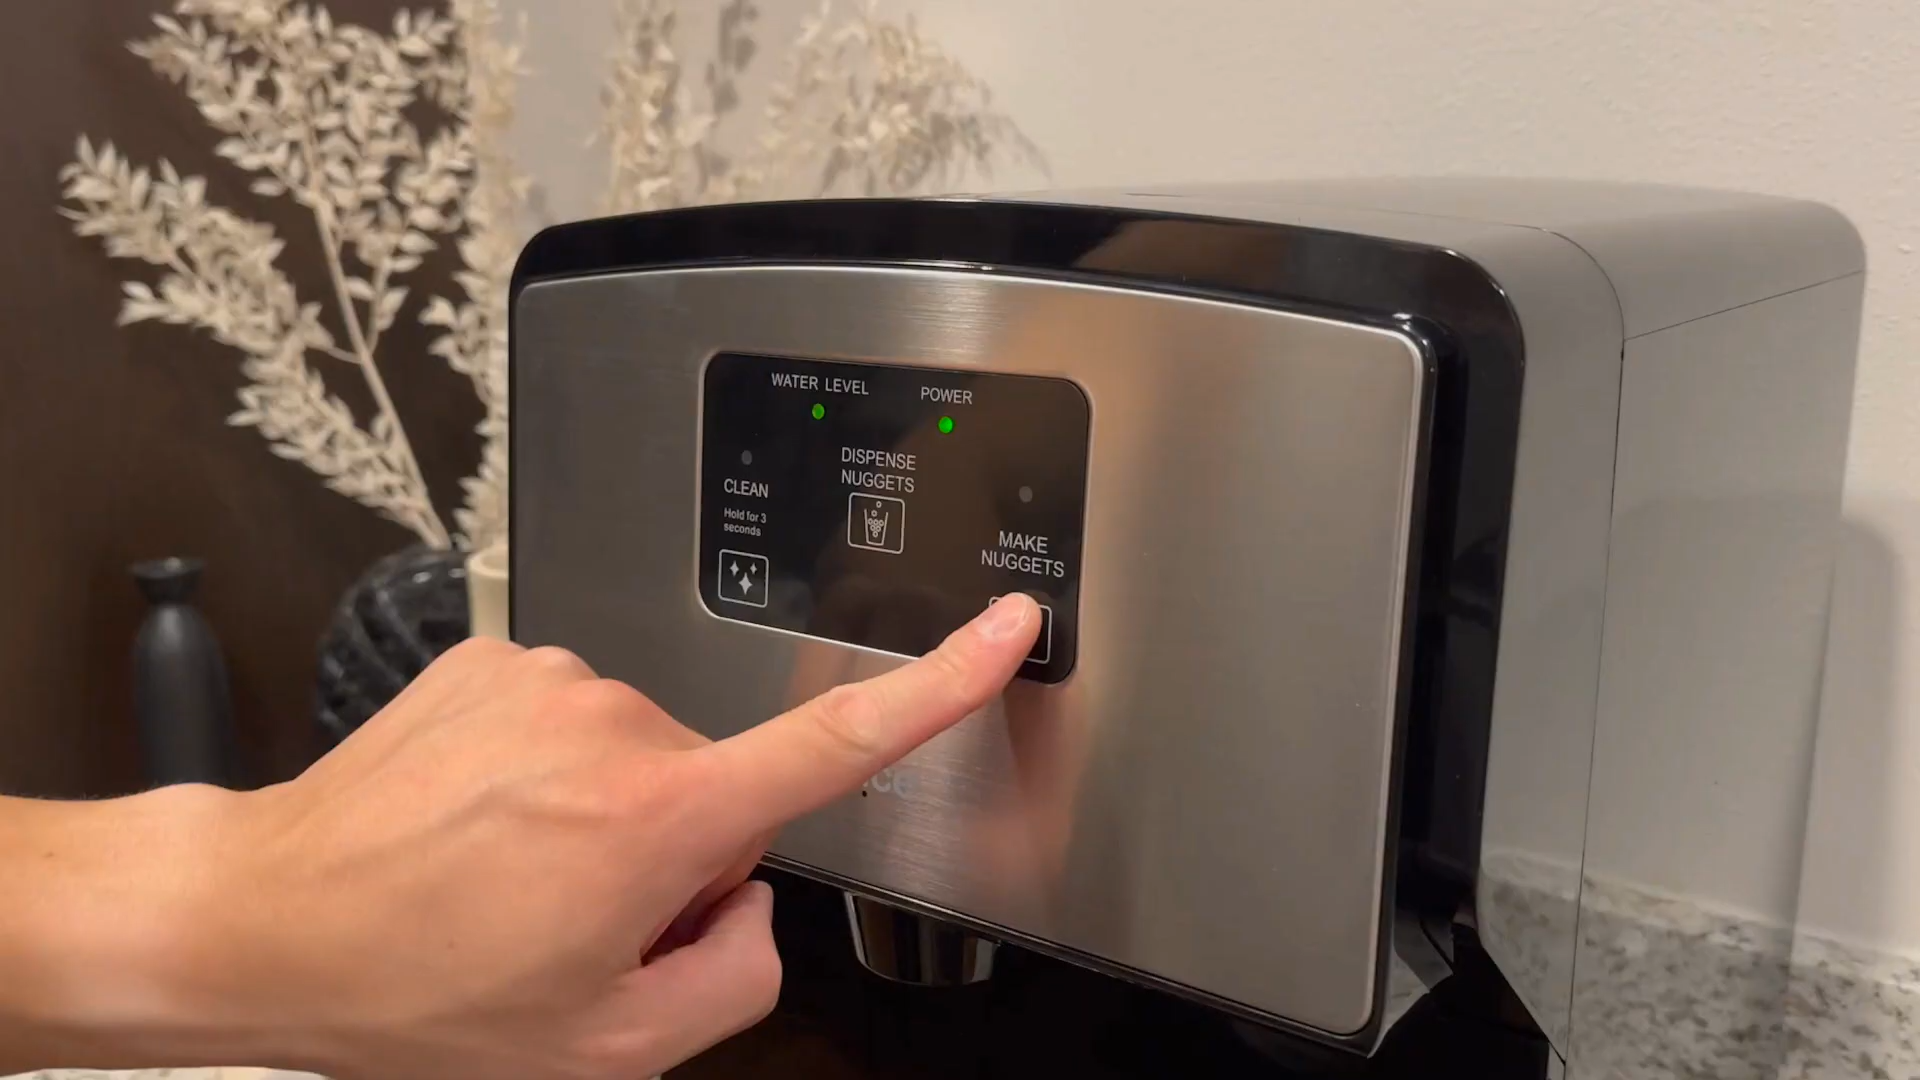 WATER LEVEL
POWER
DISPENSE
NUGGETS
CLEAN
Hold for 3
seconds
MAKE
NUGGETS